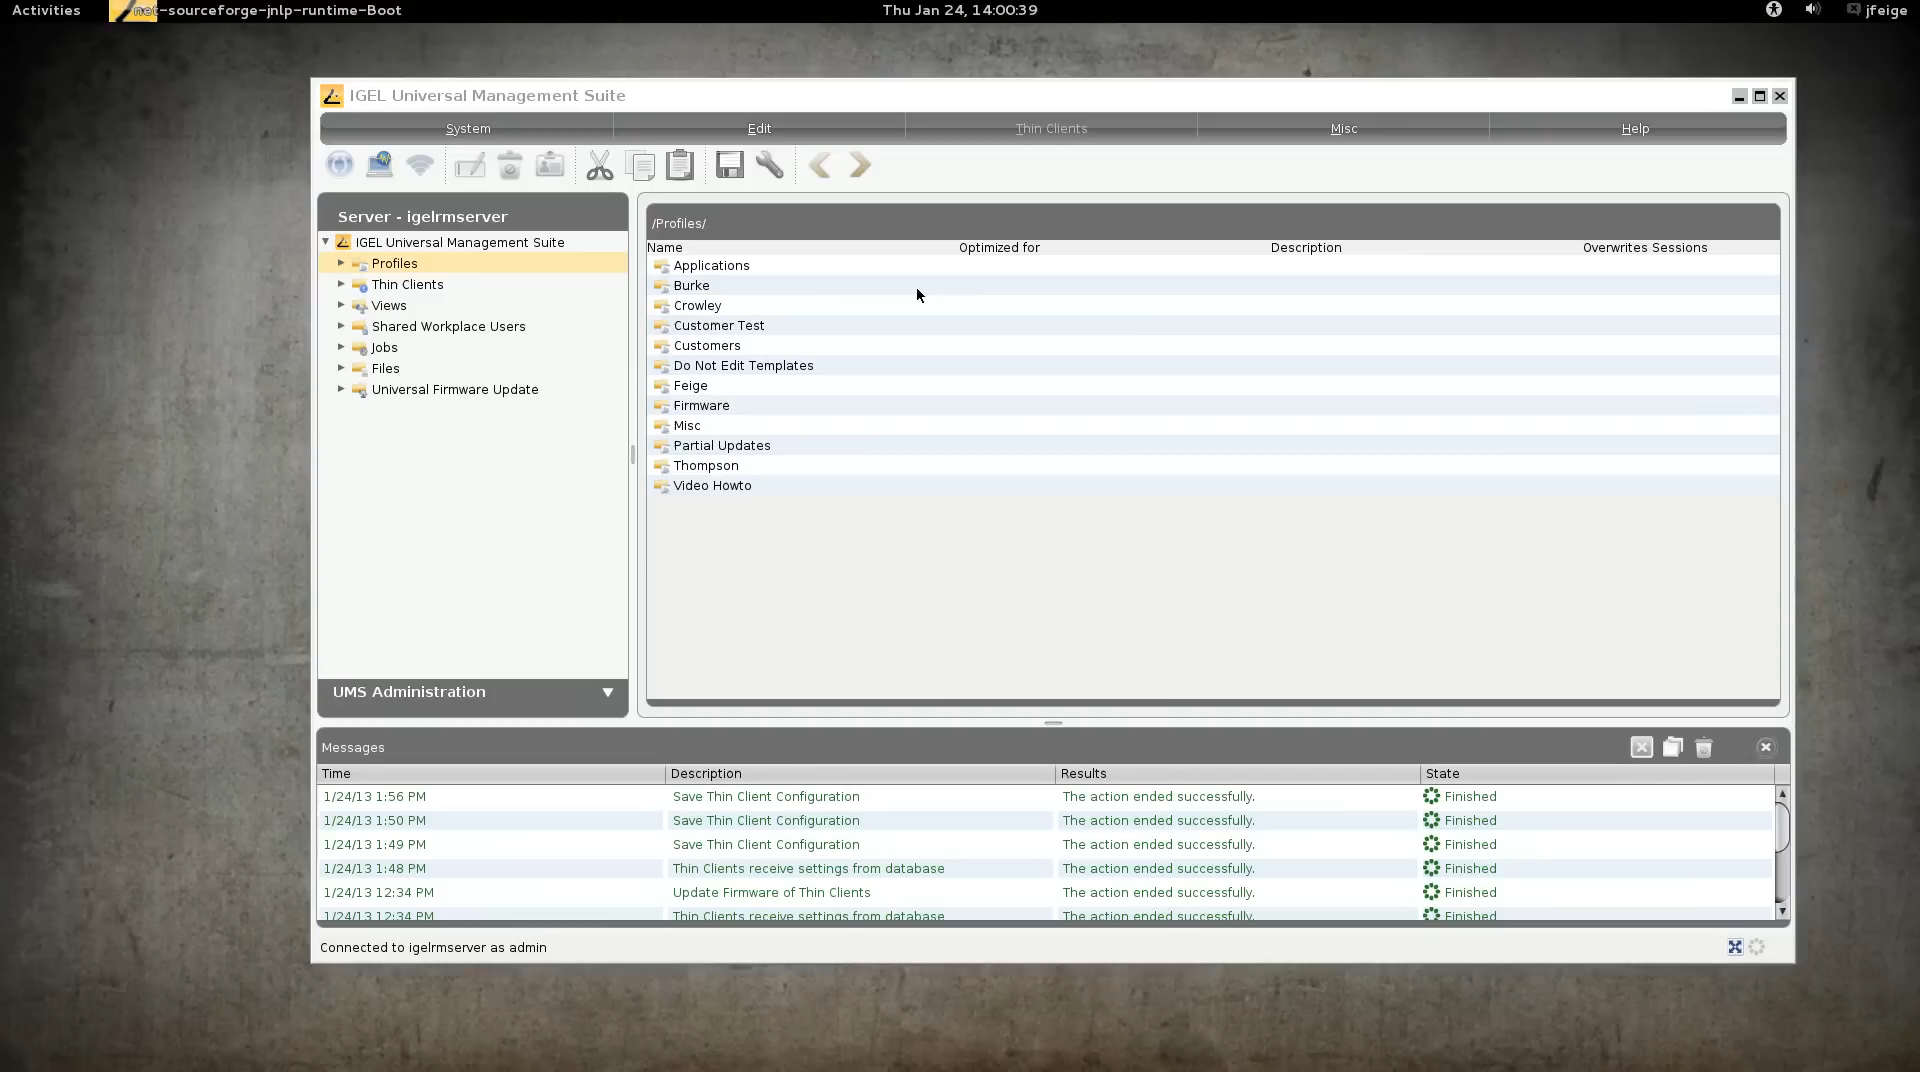 Activities
net-sourceforge-jnlp-runtime-Boot
Thu Jan 24, 14:00:39
jfeige
IGEL Universal Management Suite
System
Edit
Thin Clients
Misc
Help
Server - igelrmserver
IGEL Universal Management Suite
Profiles
Thin Clients
Views
Shared Workplace Users
Jobs
Files
Universal Firmware Update
UMS Administration
/Profiles/
Name Optimized for Description Overwrites Sessions
Applications
Burke
Crowley
Customer Test
Customers
Do Not Edit Templates
Feige
Firmware
Misc
Partial Updates
Thompson
Video Howto
Messages
Time Description Results State
1/24/13 1:56 PM Save Thin Client Configuration The action ended successfully. Finished
1/24/13 1:50 PM Save Thin Client Configuration The action ended successfully. Finished
1/24/13 1:49 PM Save Thin Client Configuration The action ended successfully. Finished
1/24/13 1:48 PM Thin Clients receive settings from database The action ended successfully. Finished
1/24/13 12:34 PM Update Firmware of Thin Clients The action ended successfully. Finished
1/24/13 12:34 PM Thin Clients receive settings from database The action ended successfully. Finished
Connected to igelrmserver as admin